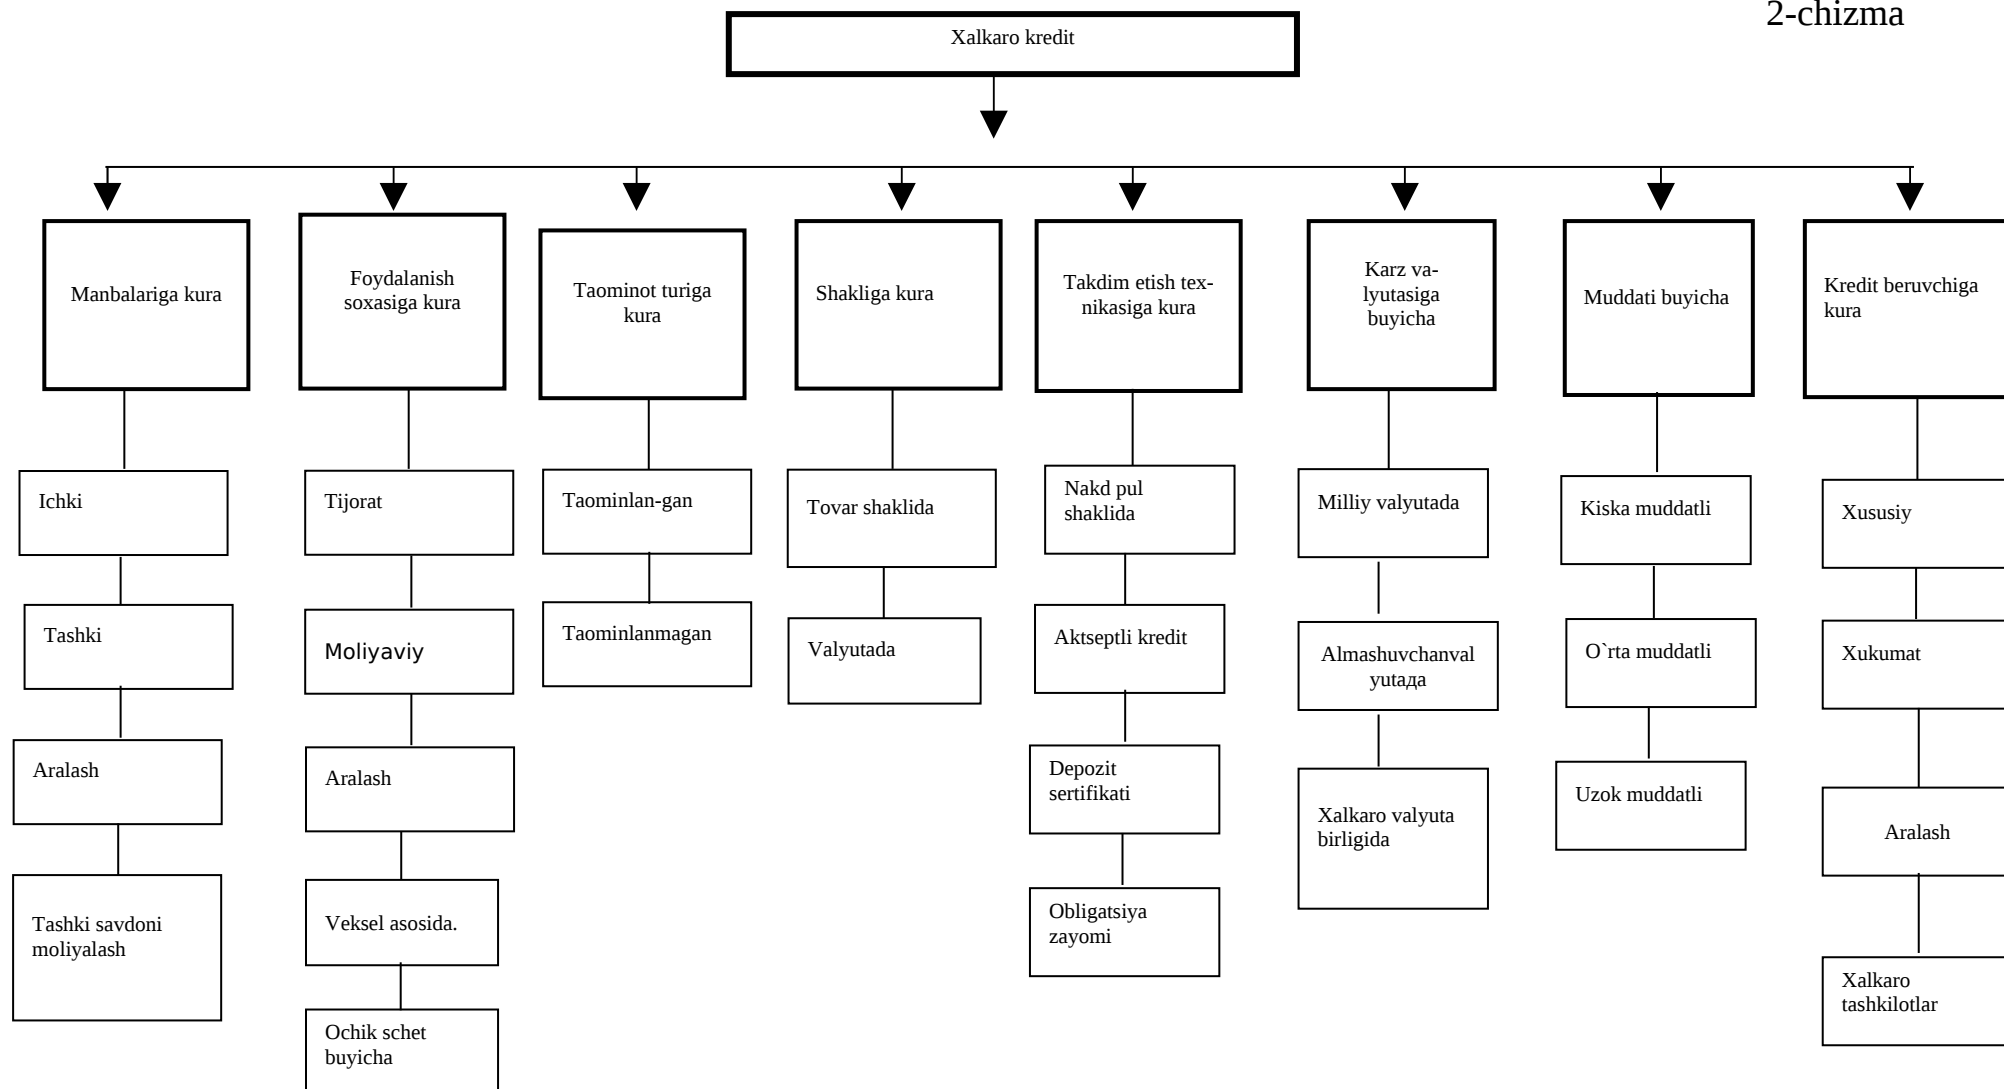 2-chizma
Xalkaro kredit
Manbalariga kura
Foydalanish
soxasiga kura
Taominot turiga
kura
Shakliga kura
Takdim etish tex-
nikasiga kura
Karz va-
lyutasiga
buyicha
Muddati buyicha
Kredit beruvchiga
kura
Ichki
Tashki
Aralash
Tashki savdoni
moliyalash
Tijorat
Moliyaviy
Aralash
Veksel asosida.
Ochik schet
buyicha
Taominlan-gan
Taominlanmagan
Tovar shaklida
Valyutada
Nakd pul
shaklida
Aktseptli kredit
Depozit
sertifikati
Obligatsiya
zayomi
Milliy valyutada
Almashuvchanval
yutaда
Xalkaro valyuta
birligida
Kiska muddatli
O`rta muddatli
Uzok muddatli
Xususiy
Xukumat
Aralash
Xalkaro
tashkilotlar